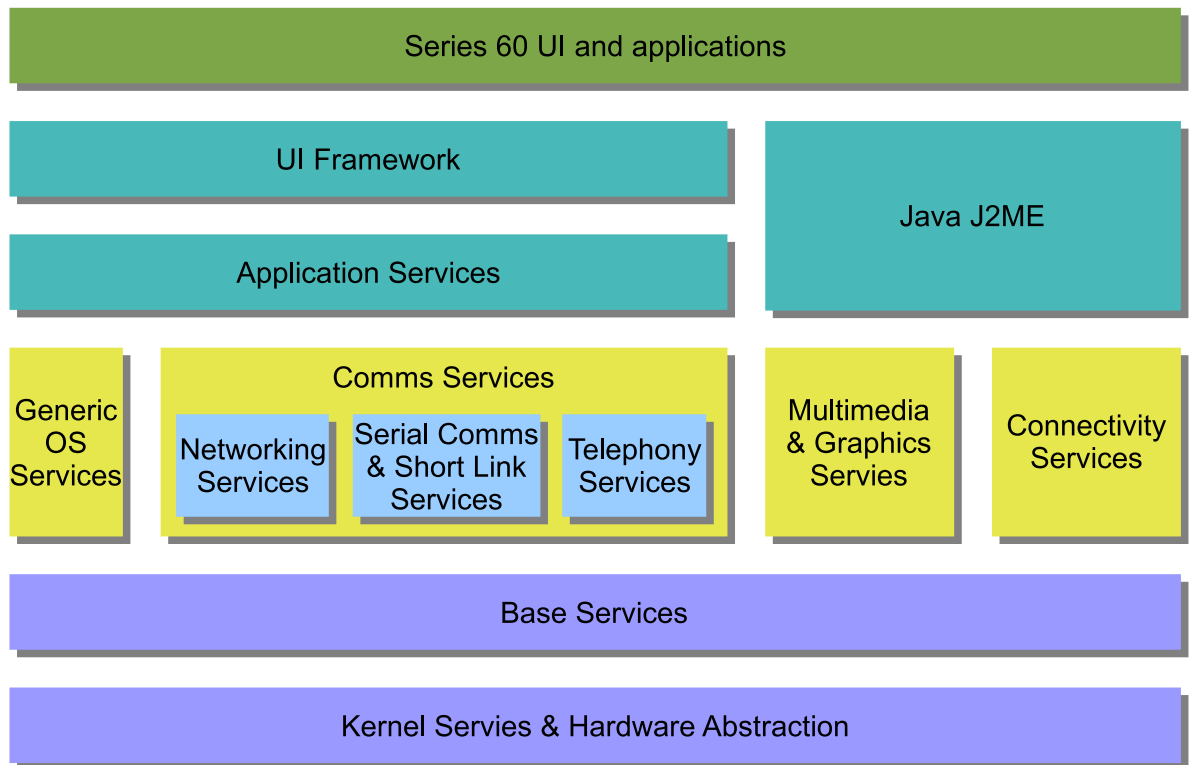 Series 60 UI and applications
UI Framework
Java J2ME
Application Services
Generic
OS
Services
Comms Services
Networking
Services
Serial Comms
& Short Link
Services
Telephony
Services
Multimedia
& Graphics
Servies
Connectivity
Services
Base Services
Kernel Servies & Hardware Abstraction